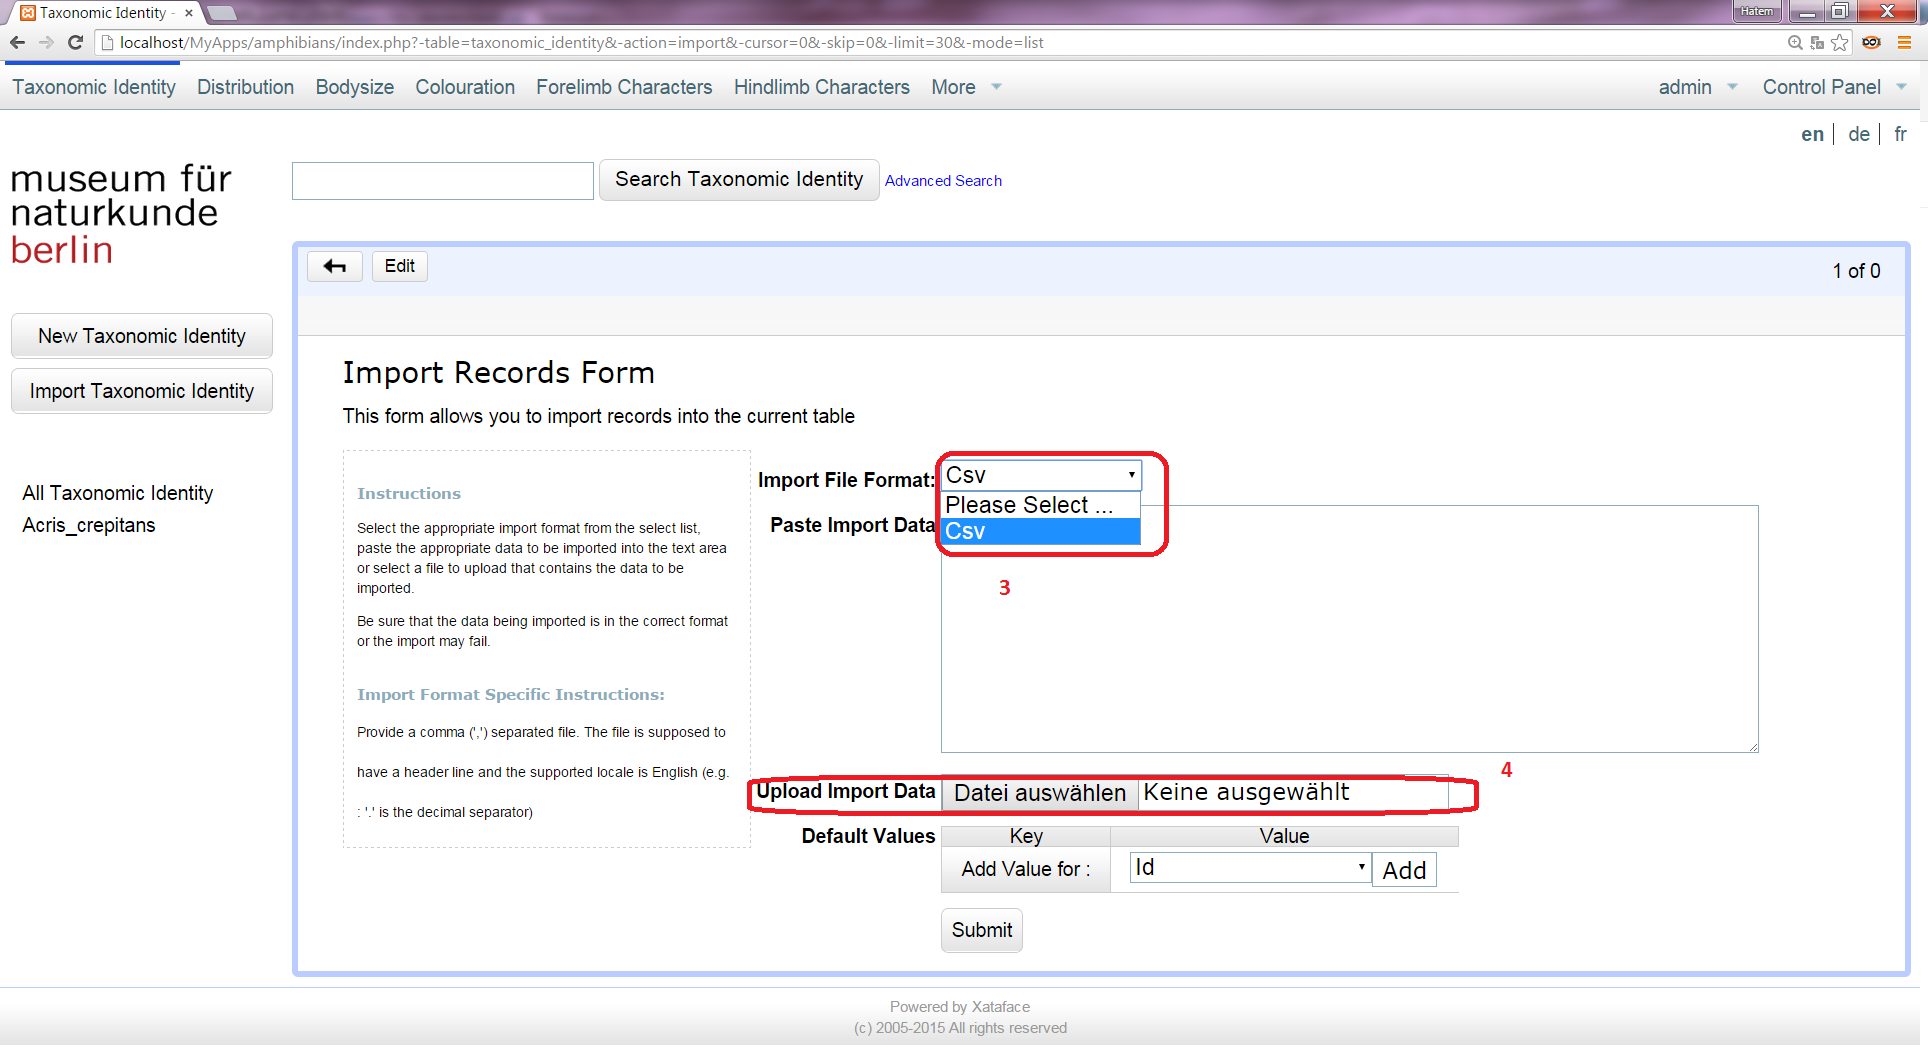 Taxonomic Identity -
Hatem
localhost/MyApps/amphibians/index.php?-table=taxonomic_identity&-action=import&-cursor=0&-skip=0&-limit=30&-mode=list
Taxonomic Identity Distribution Bodysize Colouration Forelimb Characters Hindlimb Characters More admin Control Panel
en de fr
museum für
naturkunde
berlin
Search Taxonomic Identity Advanced Search
Edit 1 of 0
New Taxonomic Identity
Import Taxonomic Identity
All Taxonomic Identity
Acris_crepitans
Import Records Form
This form allows you to import records into the current table
Instructions
Select the appropriate import format from the select list,
paste the appropriate data to be imported into the text area
or select a file to upload that contains the data to be
imported.
Be sure that the data being imported is in the correct format
or the import may fail.
Import Format Specific Instructions:
Provide a comma (',') separated file. The file is supposed to
have a header line and the supported locale is English (e.g.
: '.' is the decimal separator)
Import File Format: Csv
Please Select ...
Csv
Paste Import Data
3
4
Upload Import Data Datei auswählen Keine ausgewählt
Default Values Key Value
Add Value for : Id Add
Submit
Powered by Xataface
(c) 2005-2015 All rights reserved